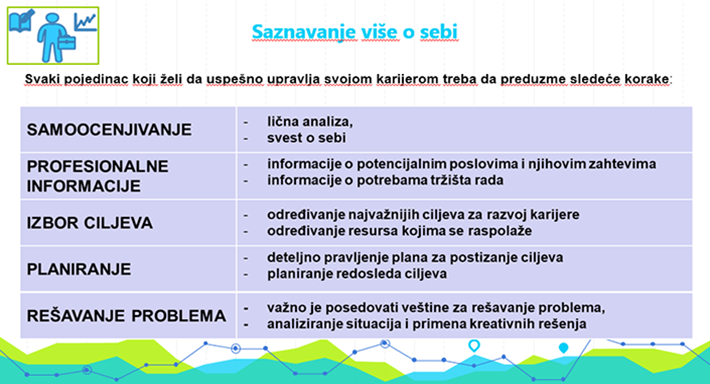 Saznavanje više o sebi
Svaki pojedinac koji želi da uspešno upravlja svojom karijerom treba da preduzme sledeće korake:
SAMOOCENJIVANJE
- lična analiza,
- svest o sebi
PROFESIONALNE
INFORMACIJE
- informacije o potencijalnim poslovima i njihovim zahtevima
- informacije o potrebama tržišta rada
IZBOR CILJEVA
- određivanje najvažnijih ciljeva za razvoj karijere
- određivanje resursa kojima se raspolaže
PLANIRANJE
- deteljno pravljenje plana za postizanje ciljeva
- planiranje redosleda ciljeva
REŠAVANJE PROBLEMA
- važno je posedovati veštine za rešavanje problema,
- analiziranje situacija i primena kreativnih rešenja